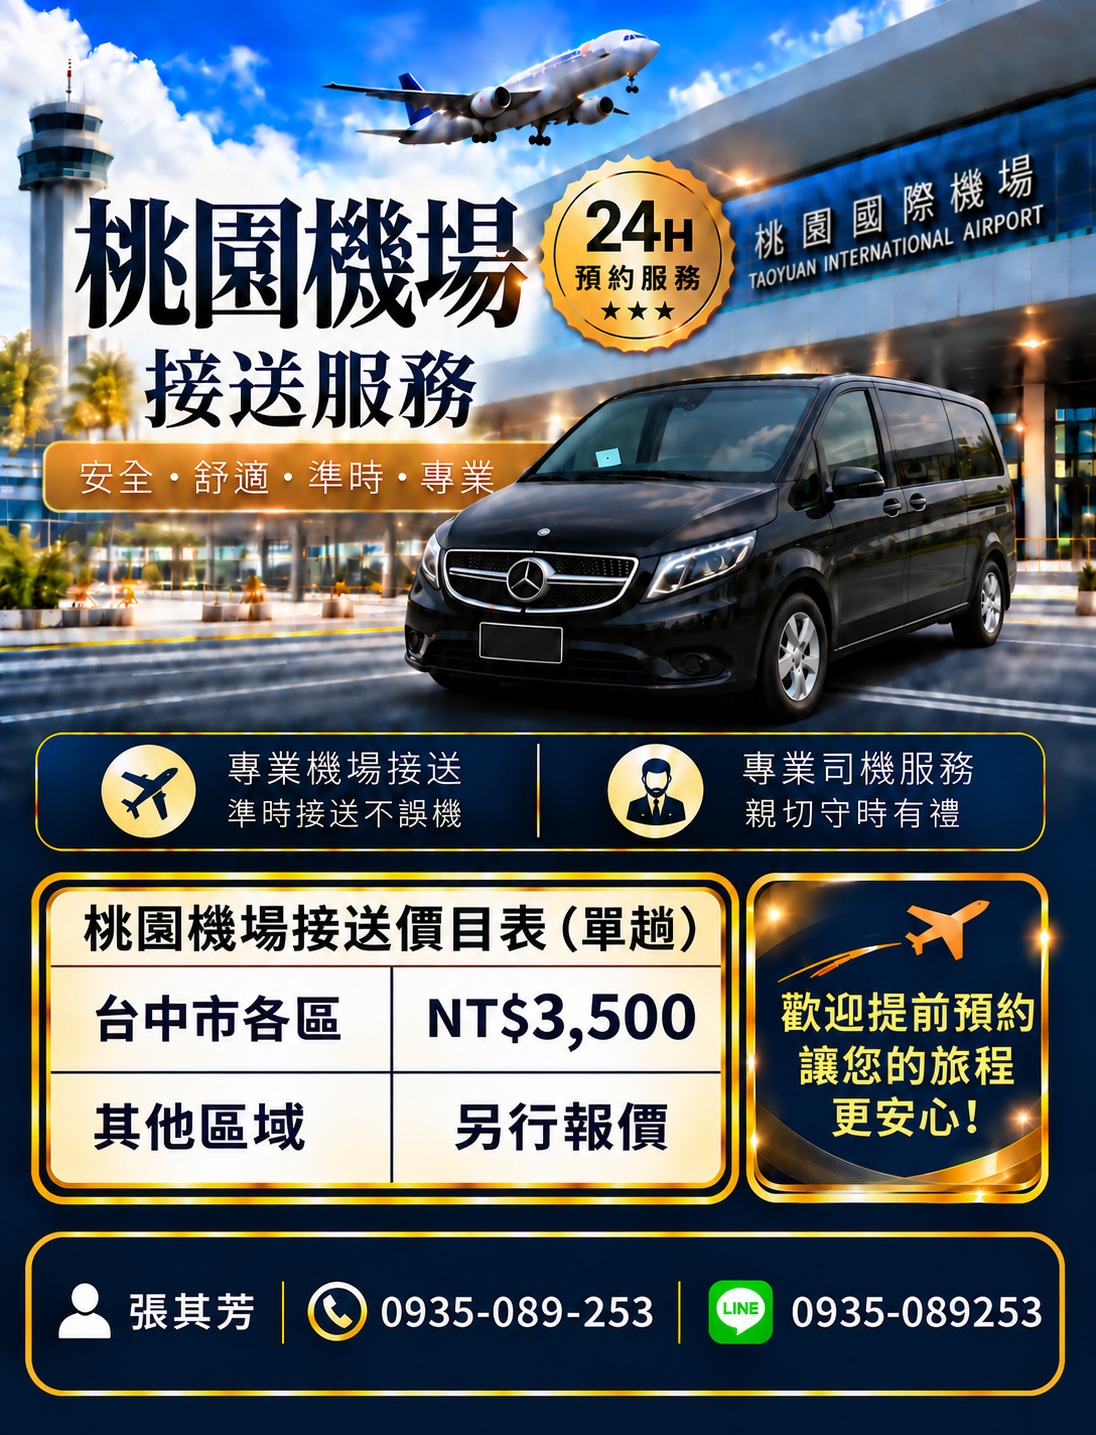 桃園機場
接送服務
24H
預約服務
★★★
桃園國際機場
TAOYUAN INTERNATIONAL AIRPORT
安全・舒適・準時・專業
專業機場接送
準時接送不誤機
專業司機服務
親切守時有禮
桃園機場接送價目表(單趟)
台中市各區 NT$3,500
其他區域 另行報價
歡迎提前預約
讓您的旅程
更安心!
張其芳 0935-089-253 LINE 0935-089253